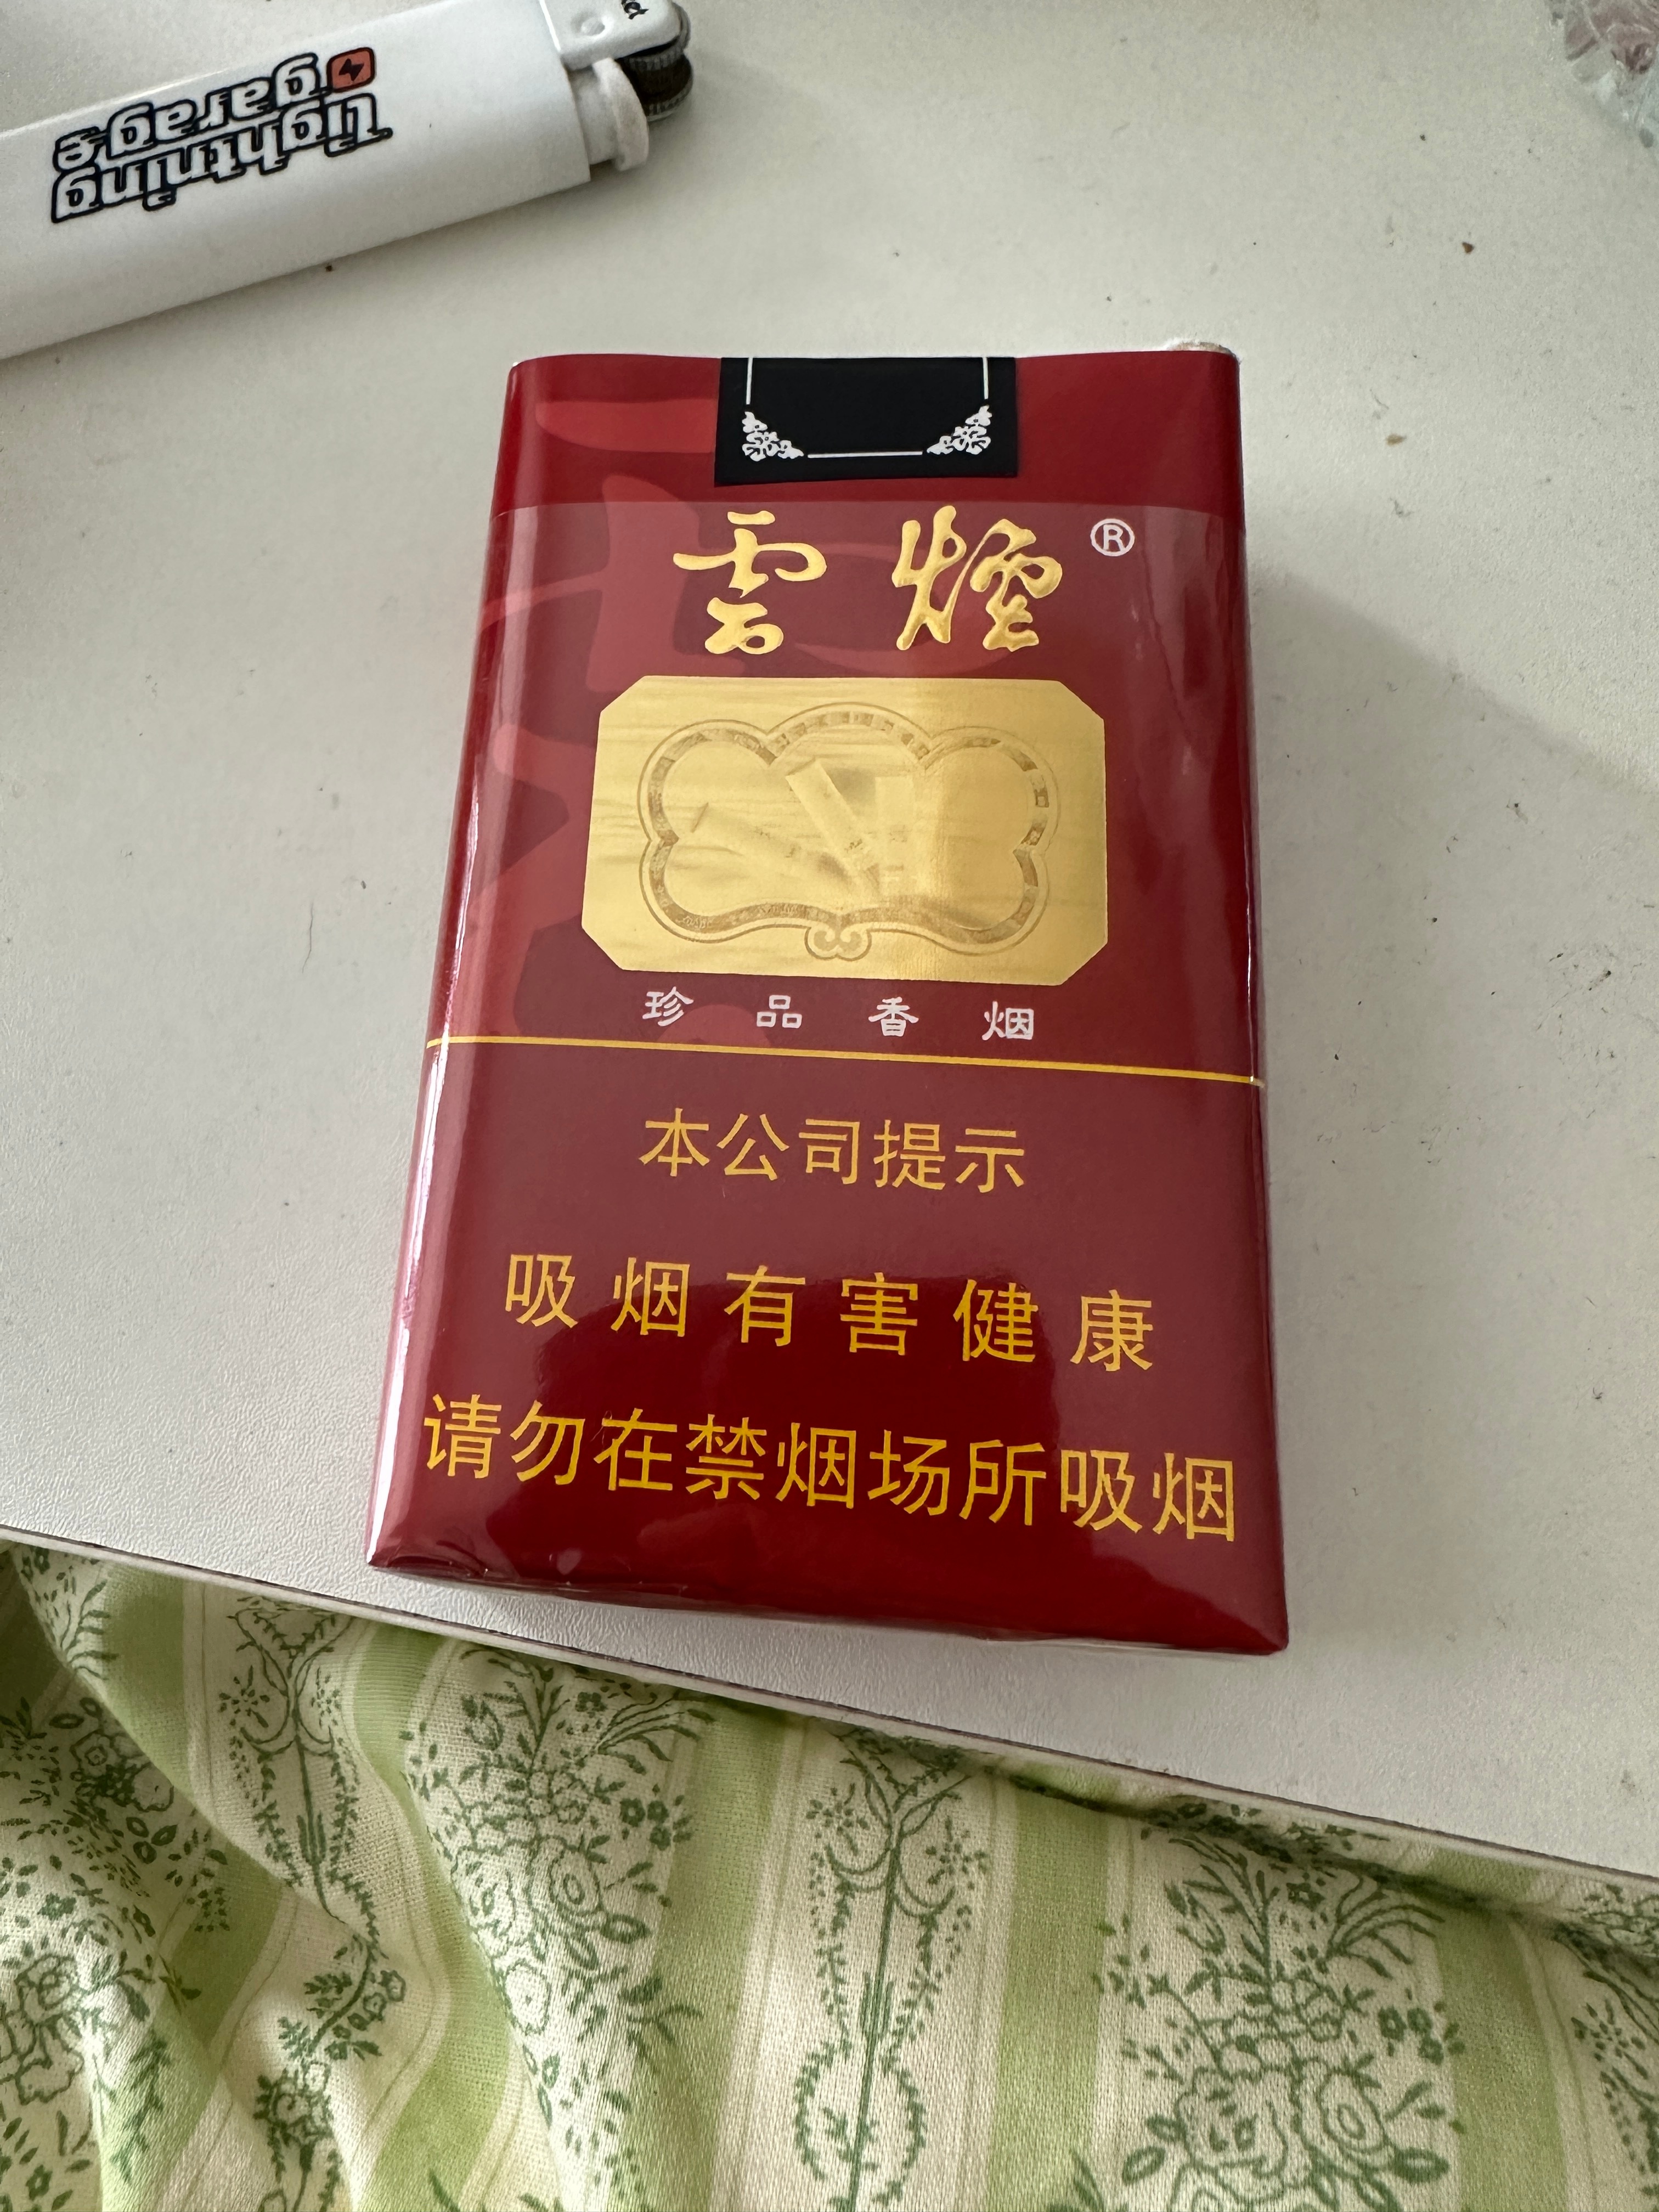 Lightning
garage
雲煙®
珍品香烟
本公司提示
吸烟有害健康
请勿在禁烟场所吸烟